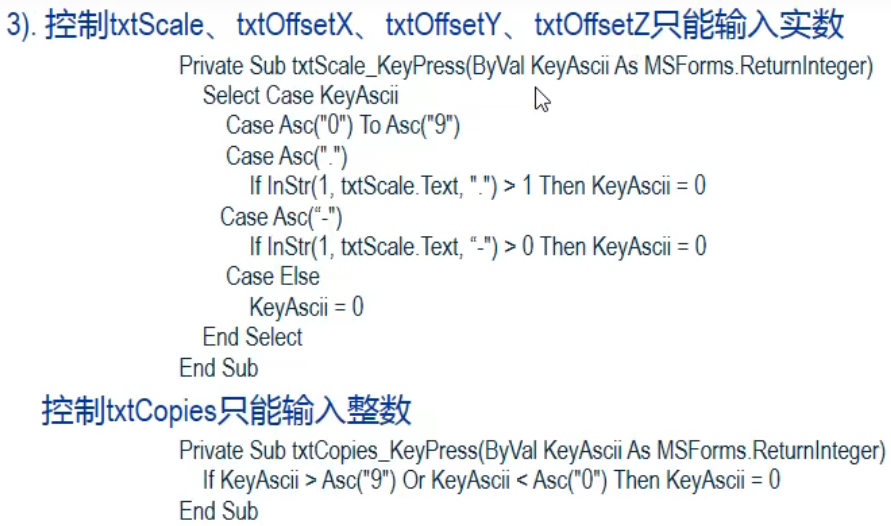 3). 控制txtScale、txtOffsetX、txtOffsetY、txtOffsetZ只能输入实数
Private Sub txtScale_KeyPress(ByVal KeyAscii As MSForms.ReturnInteger)
Select Case KeyAscii
Case Asc("0") To Asc("9")
Case Asc(".")
If InStr(1, txtScale.Text, ".") > 1 Then KeyAscii = 0
Case Asc(“-")
If InStr(1, txtScale.Text, “-") > 0 Then KeyAscii = 0
Case Else
KeyAscii = 0
End Select
End Sub
控制txtCopies只能输入整数
Private Sub txtCopies_KeyPress(ByVal KeyAscii As MSForms.ReturnInteger)
If KeyAscii > Asc("9") Or KeyAscii < Asc("0") Then KeyAscii = 0
End Sub